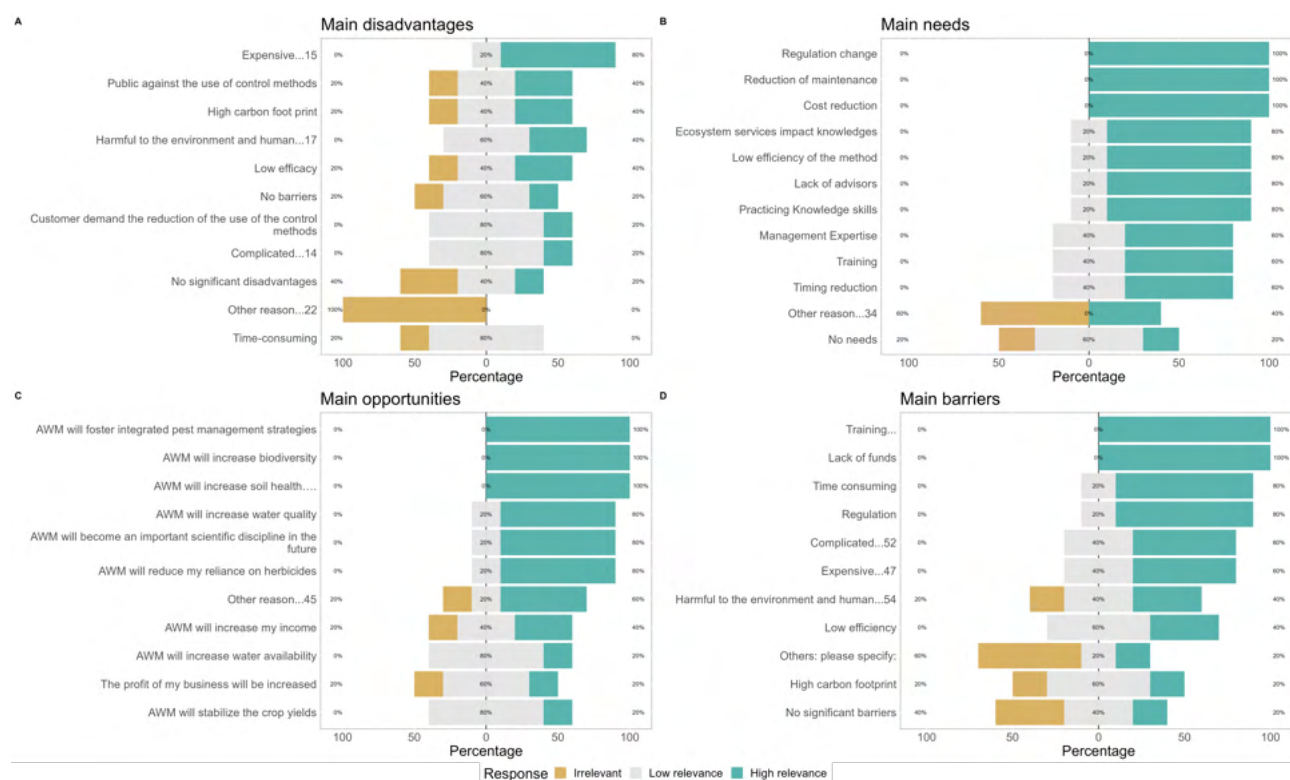 A Main disadvantages
Expensive...15 0% 20% 80%
Public against the use of control methods 20% 40% 40%
High carbon foot print 20% 40% 40%
Harmful to the environment and human...17 0% 60% 40%
Low efficacy 20% 40% 40%
No barriers 20% 60% 20%
Customer demand the reduction of the use of the control
methods 0% 80% 20%
Complicated...14 0% 80% 20%
No significant disadvantages 40% 40% 20%
Other reason...22 100% 0% 0%
Time-consuming 20% 80% 0%
100 50 0 50 100
Percentage
B Main needs
Regulation change 0% 0% 100%
Reduction of maintenance 0% 0% 100%
Cost reduction 0% 0% 100%
Ecosystem services impact knowledges 0% 20% 80%
Low efficiency of the method 0% 20% 80%
Lack of advisors 0% 20% 80%
Practicing Knowledge skills 0% 20% 80%
Management Expertise 0% 40% 60%
Training 0% 40% 60%
Timing reduction 0% 40% 60%
Other reason...34 60% 0% 40%
No needs 20% 60% 20%
100 50 0 50 100
Percentage
C Main opportunities
AWM will foster integrated pest management strategies 0% 0% 100%
AWM will increase biodiversity 0% 0% 100%
AWM will increase soil health.... 0% 0% 100%
AWM will increase water quality 0% 20% 80%
AWM will become an important scientific discipline in the
future 0% 20% 80%
AWM will reduce my reliance on herbicides 0% 20% 80%
Other reason...45 20% 20% 60%
AWM will increase my income 20% 40% 40%
AWM will increase water availability 0% 80% 20%
The profit of my business will be increased 20% 60% 20%
AWM will stabilize the crop yields 0% 80% 20%
100 50 0 50 100
Percentage
D Main barriers
Training... 0% 0% 100%
Lack of funds 0% 0% 100%
Time consuming 0% 20% 80%
Regulation 0% 20% 80%
Complicated...52 0% 40% 60%
Expensive...47 0% 40% 60%
Harmful to the environment and human...54 20% 40% 40%
Low efficiency 0% 60% 40%
Others: please specify: 60% 20% 20%
High carbon footprint 20% 60% 20%
No significant barriers 40% 40% 20%
100 50 0 50 100
Percentage
Response Irrelevant Low relevance High relevance